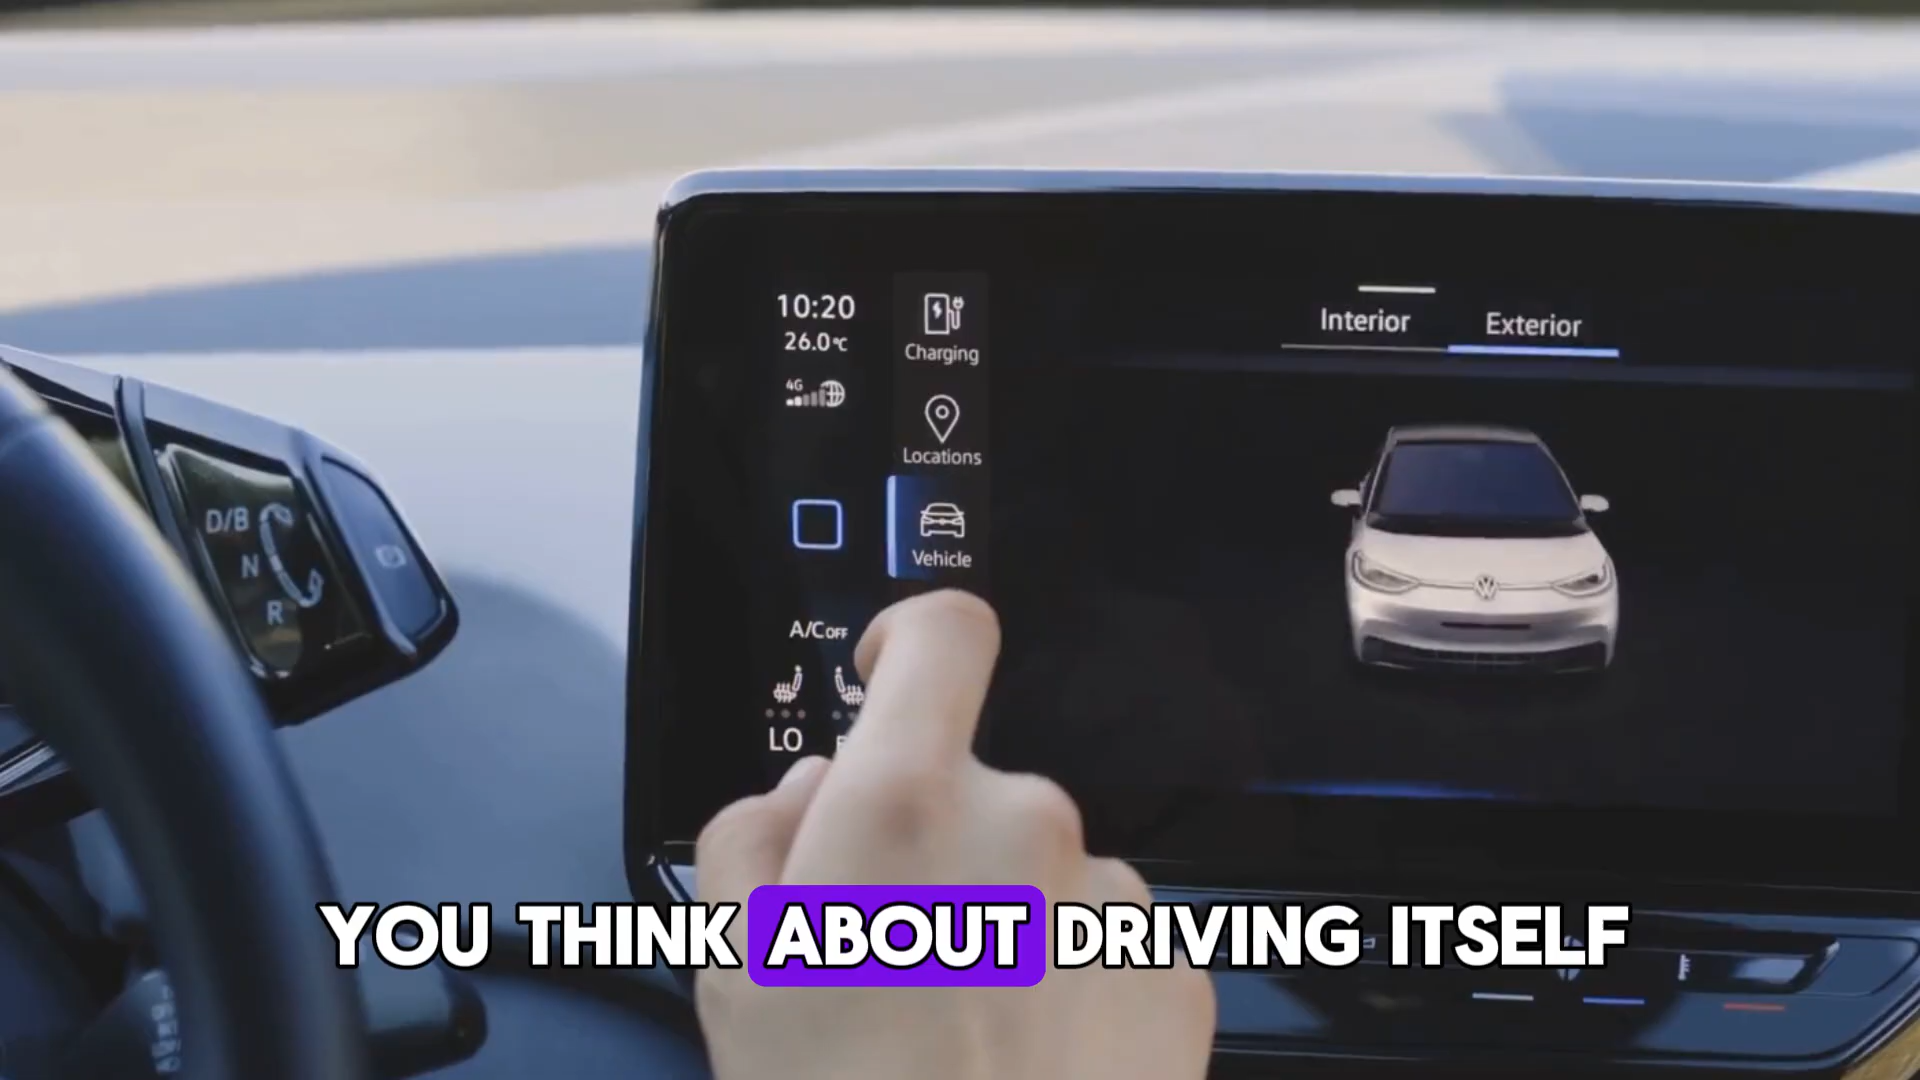 10:20
26.0°C
4G
Charging
Locations
Vehicle
Interior
Exterior
D/B
N
R
A/C OFF
LO
YOU THINK ABOUT DRIVING ITSELF